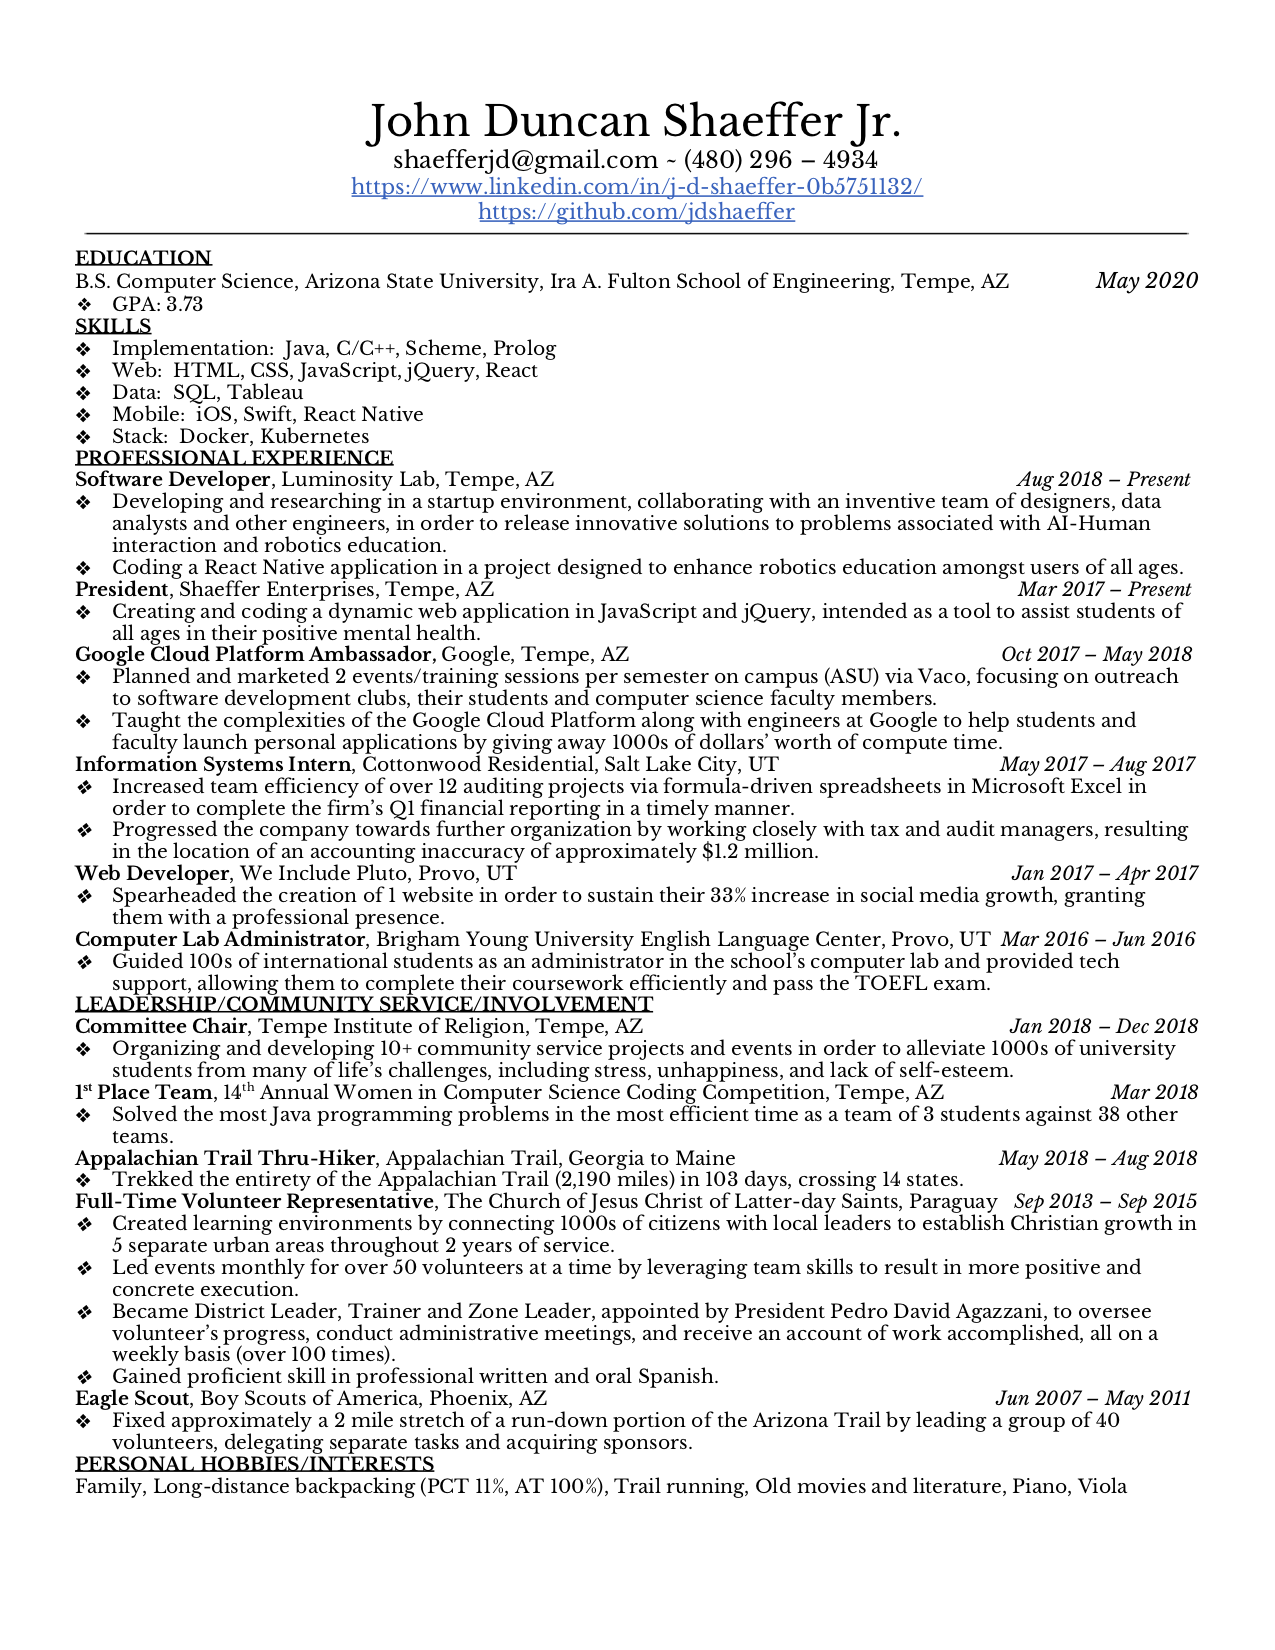 John Duncan Shaeffer Jr.
shaefferjd@gmail.com ~ (480) 296 – 4934
https://www.linkedin.com/in/j-d-shaeffer-0b5751132/
https://github.com/jdshaeffer
EDUCATION
B.S. Computer Science, Arizona State University, Ira A. Fulton School of Engineering, Tempe, AZ May 2020
❖ GPA: 3.73
SKILLS
❖ Implementation: Java, C/C++, Scheme, Prolog
❖ Web: HTML, CSS, JavaScript, jQuery, React
❖ Data: SQL, Tableau
❖ Mobile: iOS, Swift, React Native
❖ Stack: Docker, Kubernetes
PROFESSIONAL EXPERIENCE
Software Developer, Luminosity Lab, Tempe, AZ Aug 2018 – Present
❖ Developing and researching in a startup environment, collaborating with an inventive team of designers, data
analysts and other engineers, in order to release innovative solutions to problems associated with AI-Human
interaction and robotics education.
❖ Coding a React Native application in a project designed to enhance robotics education amongst users of all ages.
President, Shaeffer Enterprises, Tempe, AZ Mar 2017 – Present
❖ Creating and coding a dynamic web application in JavaScript and jQuery, intended as a tool to assist students of
all ages in their positive mental health.
Google Cloud Platform Ambassador, Google, Tempe, AZ Oct 2017 – May 2018
❖ Planned and marketed 2 events/training sessions per semester on campus (ASU) via Vaco, focusing on outreach
to software development clubs, their students and computer science faculty members.
❖ Taught the complexities of the Google Cloud Platform along with engineers at Google to help students and
faculty launch personal applications by giving away 1000s of dollars’ worth of compute time.
Information Systems Intern, Cottonwood Residential, Salt Lake City, UT May 2017 – Aug 2017
❖ Increased team efficiency of over 12 auditing projects via formula-driven spreadsheets in Microsoft Excel in
order to complete the firm’s Q1 financial reporting in a timely manner.
❖ Progressed the company towards further organization by working closely with tax and audit managers, resulting
in the location of an accounting inaccuracy of approximately $1.2 million.
Web Developer, We Include Pluto, Provo, UT Jan 2017 – Apr 2017
❖ Spearheaded the creation of 1 website in order to sustain their 33% increase in social media growth, granting
them with a professional presence.
Computer Lab Administrator, Brigham Young University English Language Center, Provo, UT Mar 2016 – Jun 2016
❖ Guided 100s of international students as an administrator in the school’s computer lab and provided tech
support, allowing them to complete their coursework efficiently and pass the TOEFL exam.
LEADERSHIP/COMMUNITY SERVICE/INVOLVEMENT
Committee Chair, Tempe Institute of Religion, Tempe, AZ Jan 2018 – Dec 2018
❖ Organizing and developing 10+ community service projects and events in order to alleviate 1000s of university
students from many of life’s challenges, including stress, unhappiness, and lack of self-esteem.
1st Place Team, 14th Annual Women in Computer Science Coding Competition, Tempe, AZ Mar 2018
❖ Solved the most Java programming problems in the most efficient time as a team of 3 students against 38 other
teams.
Appalachian Trail Thru-Hiker, Appalachian Trail, Georgia to Maine May 2018 – Aug 2018
❖ Trekked the entirety of the Appalachian Trail (2,190 miles) in 103 days, crossing 14 states.
Full-Time Volunteer Representative, The Church of Jesus Christ of Latter-day Saints, Paraguay Sep 2013 – Sep 2015
❖ Created learning environments by connecting 1000s of citizens with local leaders to establish Christian growth in
5 separate urban areas throughout 2 years of service.
❖ Led events monthly for over 50 volunteers at a time by leveraging team skills to result in more positive and
concrete execution.
❖ Became District Leader, Trainer and Zone Leader, appointed by President Pedro David Agazzani, to oversee
volunteer’s progress, conduct administrative meetings, and receive an account of work accomplished, all on a
weekly basis (over 100 times).
❖ Gained proficient skill in professional written and oral Spanish.
Eagle Scout, Boy Scouts of America, Phoenix, AZ Jun 2007 – May 2011
❖ Fixed approximately a 2 mile stretch of a run-down portion of the Arizona Trail by leading a group of 40
volunteers, delegating separate tasks and acquiring sponsors.
PERSONAL HOBBIES/INTERESTS
Family, Long-distance backpacking (PCT 11%, AT 100%), Trail running, Old movies and literature, Piano, Viola